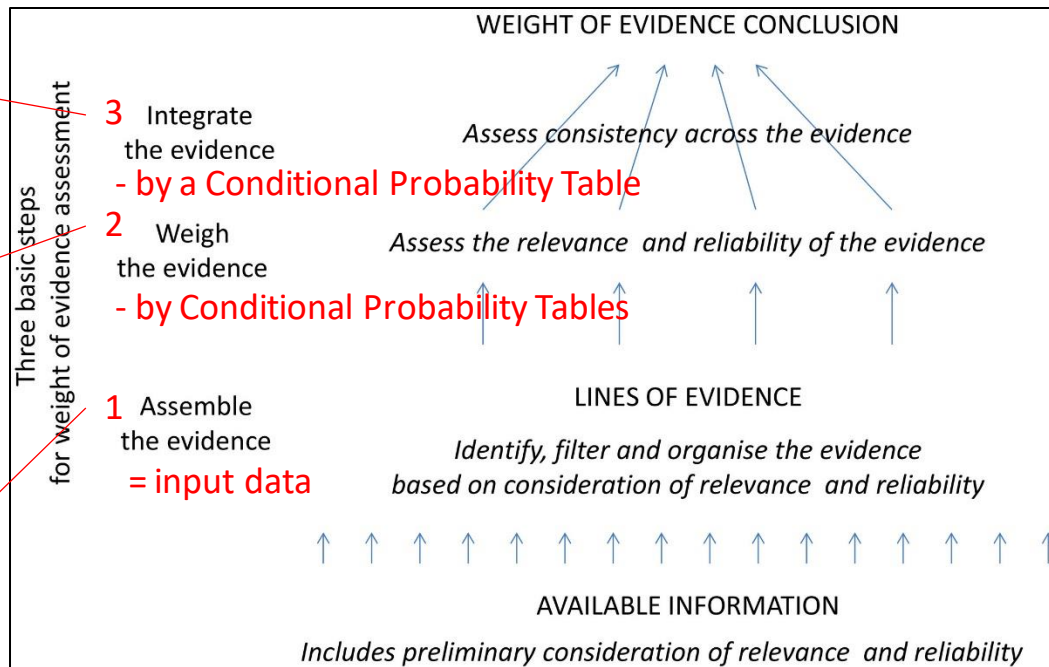 WEIGHT OF EVIDENCE CONCLUSION
Three basic steps
for weight of evidence assessment
3 Integrate
the evidence
- by a Conditional Probability Table
Assess consistency across the evidence
2 Weigh
the evidence
- by Conditional Probability Tables
Assess the relevance and reliability of the evidence
1 Assemble
the evidence
= input data
LINES OF EVIDENCE
Identify, filter and organise the evidence
based on consideration of relevance and reliability
AVAILABLE INFORMATION
Includes preliminary consideration of relevance and reliability